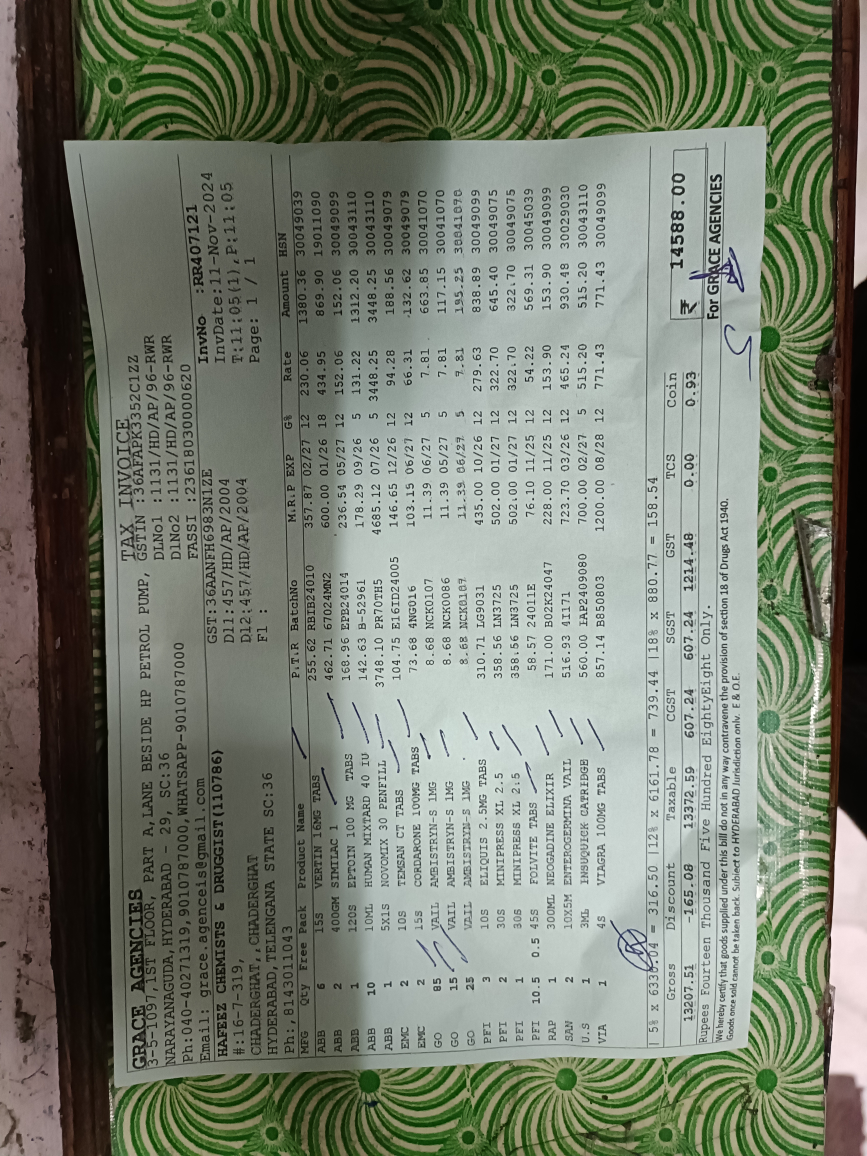 TAX INVOICE
GRACE AGENCIES
3-5-1097,1ST FLOOR, PART A,LANE BESIDE HP PETROL PUMP,
NARAYANAGUDA,HYDERABAD - 29, SC:36
Ph:040-40271319,9010787000,WHATSAPP-9010787000
Email: grace.agenceis@gmail.com
GSTIN :36AFAPK3352C1ZZ
DLNo1 :1131/HD/AP/96-RWR
DlNo2 :1131/HD/AP/96-RWR
FASSI :23618030000620
HAFEEZ CHEMISTS & DRUGGIST(110786)
#:16-7-319,
CHADERGHAT,,CHADERGHAT
HYDERABAD,TELENGANA STATE SC:36
Ph:,8143011043
GST:36AANFH6983N1ZE
Dl1:457/HD/AP/2004
Dl2:457/HD/AP/2004
Fl :
InvNo :RR407121
InvDate:11-Nov-2024
T:11:05(1),P:11:05
Page: 1 / 1
MFG Qty Free Pack Product Name P.T.R BatchNo M.R.P EXP G% Rate Amount HSN
ABB 6 15S VERTIN 16MG TABS 255.62 RBIB24010 357.87 02/27 12 230.06 1380.36 30049039
ABB 2 400GM SIMILAC 1 462.71 67024MN2 600.00 01/26 18 434.95 869.90 19011090
ABB 1 120S EPTOIN 100 MG TABS 168.96 EPB24014 236.54 05/27 12 152.06 152.06 30049099
ABB 10 10ML HUMAN MIXTARD 40 IU 142.63 B-52961 178.29 09/26 5 131.22 1312.20 30043110
ABB 1 5X1S NOVOMIX 30 PENFILL 3748.10 PR70TH5 4685.12 07/26 5 3448.25 3448.25 30043110
EMC 2 10S TEMSAN CT TABS 104.75 E16ID24005 146.65 12/26 12 94.28 188.56 30049079
EMC 2 15S CORDARONE 100MG TABS 73.68 4NG016 103.15 06/27 12 66.31 132.62 30049079
GO 85 VAIL AMBISTRYN-S 1MG 8.68 NCK0107 11.39 06/27 5 7.81 663.85 30041070
GO 15 VAIL AMBISTRYN-S 1MG 8.68 NCK0086 11.39 05/27 5 7.81 117.15 30041070
GO 25 VAIL AMBISTRYN-S 1MG 8.68 NCK0107 11.39 06/27 5 7.81 195.25 30041070
PFI 3 10S ELIQUIS 2.5MG TABS 310.71 LG9031 435.00 10/26 12 279.63 838.89 30049099
PFI 2 30S MINIPRESS XL 2.5 358.56 LN3725 502.00 01/27 12 322.70 645.40 30049075
PFI 1 30S MINIPRESS XL 2.5 358.56 LN3725 502.00 01/27 12 322.70 322.70 30049075
PFI 10.5 0.5 45S FOLVITE TABS 58.57 24011E 76.10 11/25 12 54.22 569.31 30045039
RAP 1 300ML NEOGADINE ELIXIR 171.00 B02K24047 228.00 11/25 12 153.90 153.90 30049099
SAN 2 10X5M ENTEROGERMINA VAIL 516.93 4I171 723.70 03/26 12 465.24 930.48 30029030
U.S 1 3ML INSUQUICK CATRIDGE 560.00 IAP2409080 700.00 02/27 5 515.20 515.20 30043110
VIA 1 4S VIAGRA 100MG TABS 857.14 B850803 1200.00 08/28 12 771.43 771.43 30049099
| 5% x 6330.04 = 316.50 |12% x 6161.78 = 739.44 |18% x 880.77 = 158.54
Gross Discount Taxable CGST SGST GST TCS Coin
13207.51 -165.08 13372.59 607.24 607.24 1214.48 0.00 0.93
₹ 14588.00
Rupees Fourteen Thousand Five Hundred EightyEight Only.
We hereby certify that goods supplied under this bill do not in any way contravene the provision of section 18 of Drugs Act 1940.
Goods once sold cannot be taken back. Subject to HYDERABAD Jurisdiction only. E & O.E.
For GRACE AGENCIES